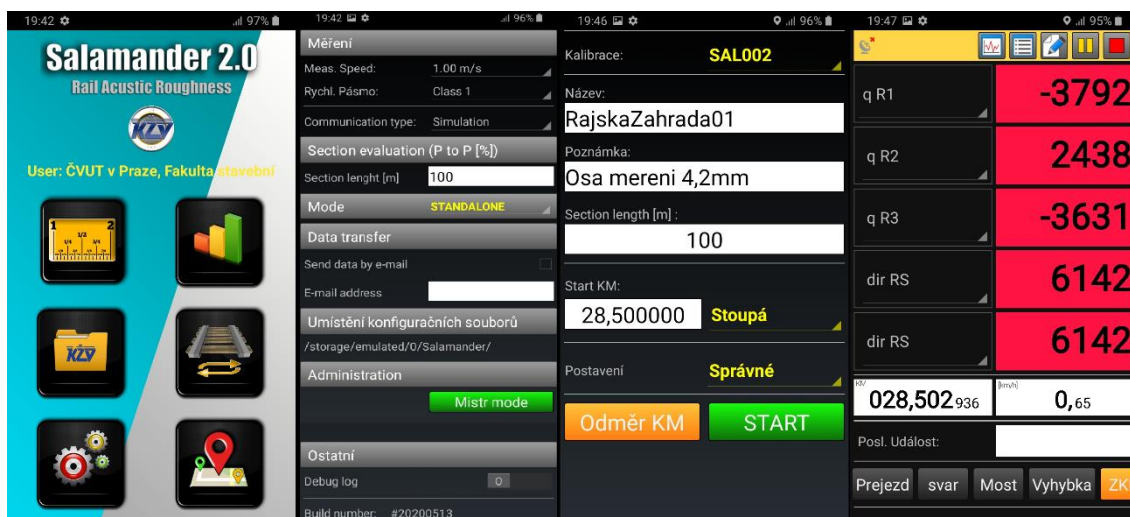 19:42 97%
Salamander 2.0
Rail Acustic Roughness
KŽV
User: ČVUT v Praze, Fakulta stavební
1 2
1/2
1/4 3/4
KŽV
19:42 96%
Měření
Meas. Speed: 1.00 m/s
Rychl. Pásmo: Class 1
Communication type: Simulation
Section evaluation (P to P [%])
Section lenght [m] 100
Mode STANDALONE
Data transfer
Send data by e-mail
E-mail address
Umístění konfiguračních souborů
/storage/emulated/0/Salamander/
Administration
Mistr mode
Ostatní
Debug log O
Build number: #20200513
19:46 96%
Kalibrace: SAL002
Název:
RajskaZahrada01
Poznámka:
Osa mereni 4,2mm
Section length [m] :
100
Start KM:
28,500000 Stoupá
Postavení Správné
Odměr KM START
19:47 95%
q R1 -3792
q R2 2438
q R3 -3631
dir RS 6142
dir RS 6142
KM [km/h]
028,502936 0,65
Posl. Událost:
Prejezd svar Most Vyhybka ZK